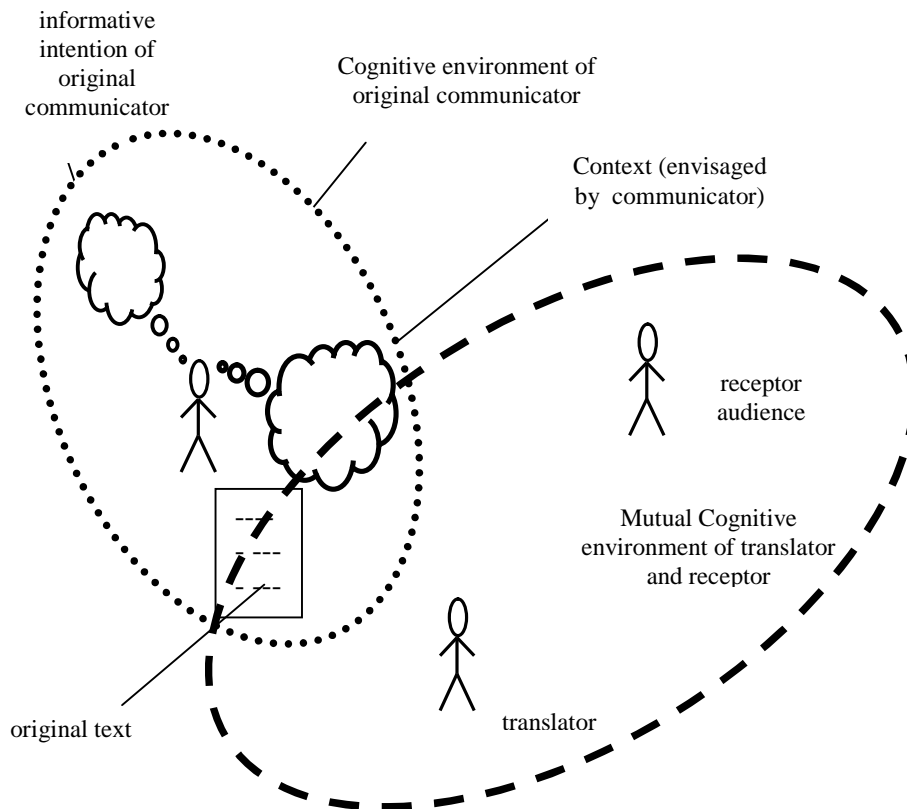 informative
intention of
original
communicator
Cognitive environment of
original communicator
Context (envisaged
by communicator)
receptor
audience
Mutual Cognitive
environment of translator
and receptor
translator
original text